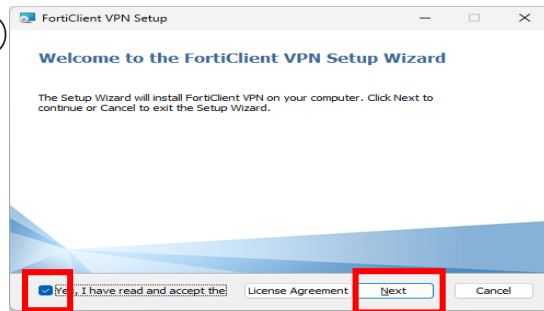 FortiClient VPN Setup
Welcome to the FortiClient VPN Setup Wizard
The Setup Wizard will install FortiClient VPN on your computer. Click Next to
continue or Cancel to exit the Setup Wizard.
Yes, I have read and accept the License Agreement Next Cancel